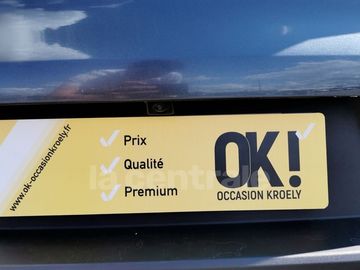 www.ok-occasionkroely.fr
Prix
Qualité
Premium
OK!
OCCASION KROELY
la centrale